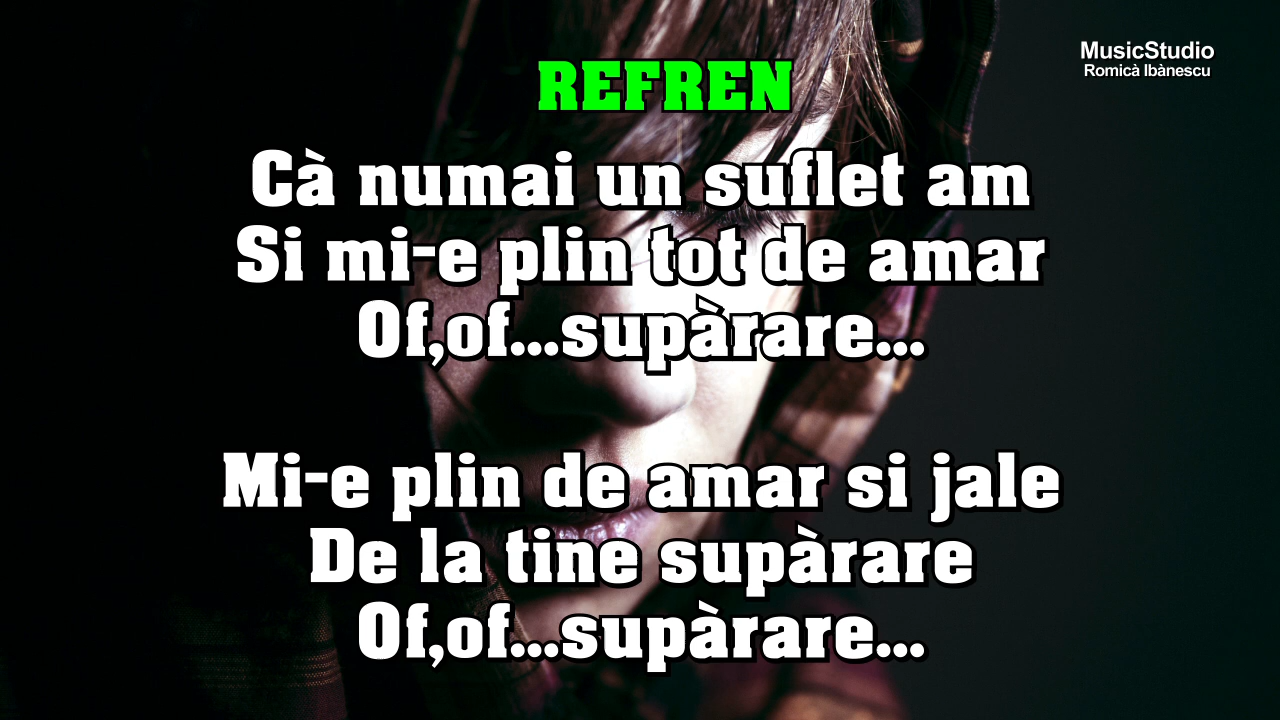 MusicStudio
Romicà Ibànescu
REFREN
Cà numai un suflet am
Si mi-e plin tot de amar
Of,of...supàrare...
Mi-e plin de amar si jale
De la tine supàrare
Of,of...supàrare...